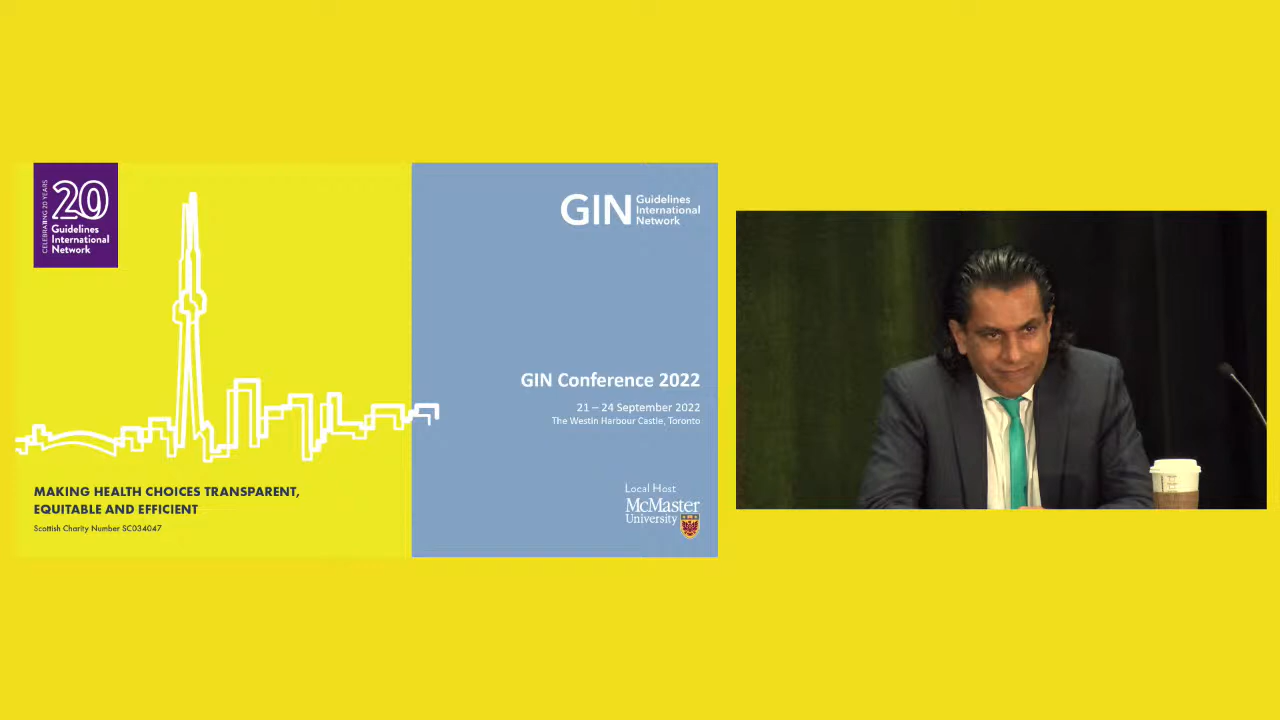 CELEBRATING 20 YEARS
20
Guidelines
International
Network
MAKING HEALTH CHOICES TRANSPARENT,
EQUITABLE AND EFFICIENT
Scottish Charity Number SC034047
GIN Guidelines
International
Network
GIN Conference 2022
21 – 24 September 2022
The Westin Harbour Castle, Toronto
Local Host
McMaster
University